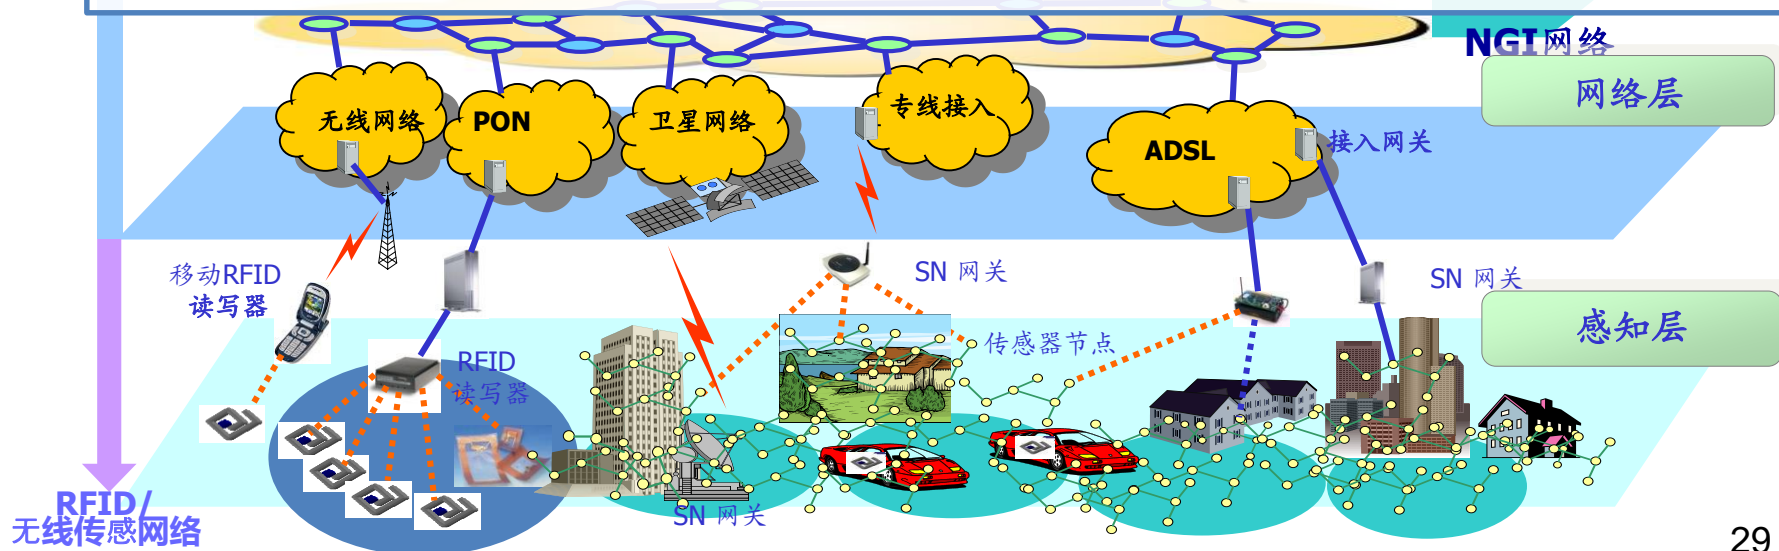 NGI网络
网络层
无线网络
PON
卫星网络
专线接入
ADSL
接入网关
移动RFID
读写器
SN 网关
SN 网关
感知层
RFID
读写器
传感器节点
SN 网关
RFID/
无线传感网络
29